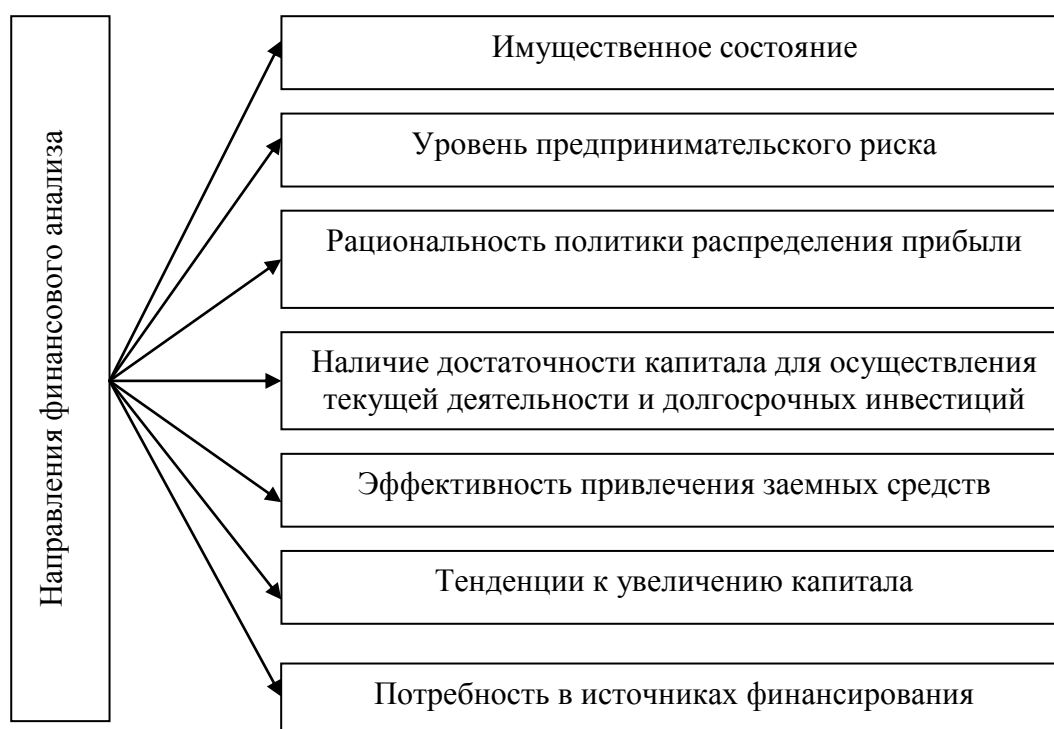 Направления финансового анализа
Имущественное состояние
Уровень предпринимательского риска
Рациональность политики распределения прибыли
Наличие достаточности капитала для осуществления
текущей деятельности и долгосрочных инвестиций
Эффективность привлечения заемных средств
Тенденции к увеличению капитала
Потребность в источниках финансирования